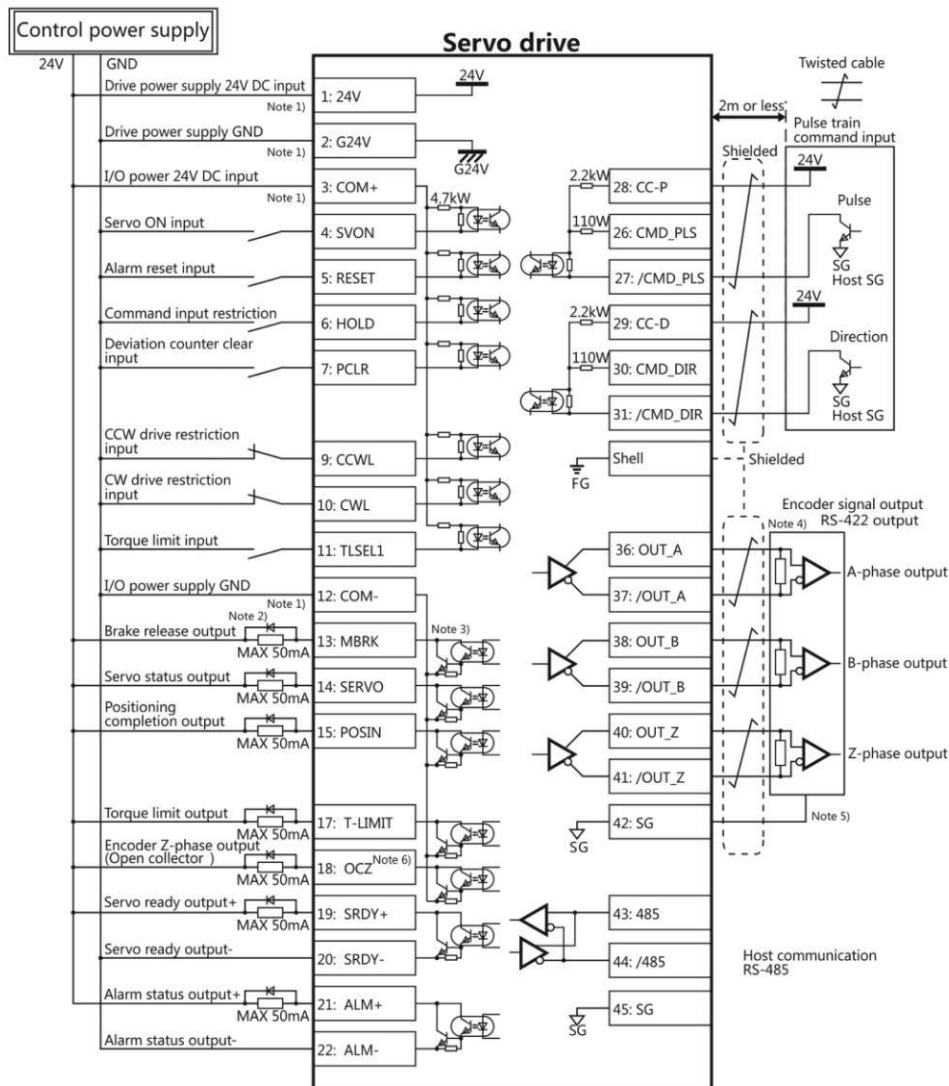 Control power supply
24V
GND
Servo drive
Drive power supply 24V DC input
Note 1)
1: 24V
24V
Drive power supply GND
Note 1)
2: G24V
G24V
I/O power 24V DC input
Note 1)
3: COM+
4.7kW
Servo ON input
4: SVON
Alarm reset input
5: RESET
Command input restriction
6: HOLD
Deviation counter clear
input
7: PCLR
CCW drive restriction
input
9: CCWL
CW drive restriction
input
10: CWL
Torque limit input
11: TLSEL1
I/O power supply GND
Note 1)
12: COM-
Brake release output
Note 2)
MAX 50mA
13: MBRK
Note 3)
Servo status output
MAX 50mA
14: SERVO
Positioning
completion output
MAX 50mA
15: POSIN
Torque limit output
MAX 50mA
17: T-LIMIT
Encoder Z-phase output
(Open collector )
MAX 50mA
18: OCZ Note 6)
Servo ready output+
MAX 50mA
19: SRDY+
Servo ready output-
20: SRDY-
Alarm status output+
MAX 50mA
21: ALM+
Alarm status output-
22: ALM-
Twisted cable
2m or less
Pulse train
command input
Shielded
2.2kW
28: CC-P
24V
110W
26: CMD_PLS
Pulse
27: /CMD_PLS
SG
Host SG
2.2kW
29: CC-D
24V
110W
30: CMD_DIR
Direction
31: /CMD_DIR
SG
Host SG
FG
Shell
Shielded
Encoder signal output
RS-422 output
Note 4)
36: OUT_A
A-phase output
37: /OUT_A
38: OUT_B
B-phase output
39: /OUT_B
40: OUT_Z
Z-phase output
41: /OUT_Z
SG
42: SG
Note 5)
43: 485
44: /485
Host communication
RS-485
SG
45: SG